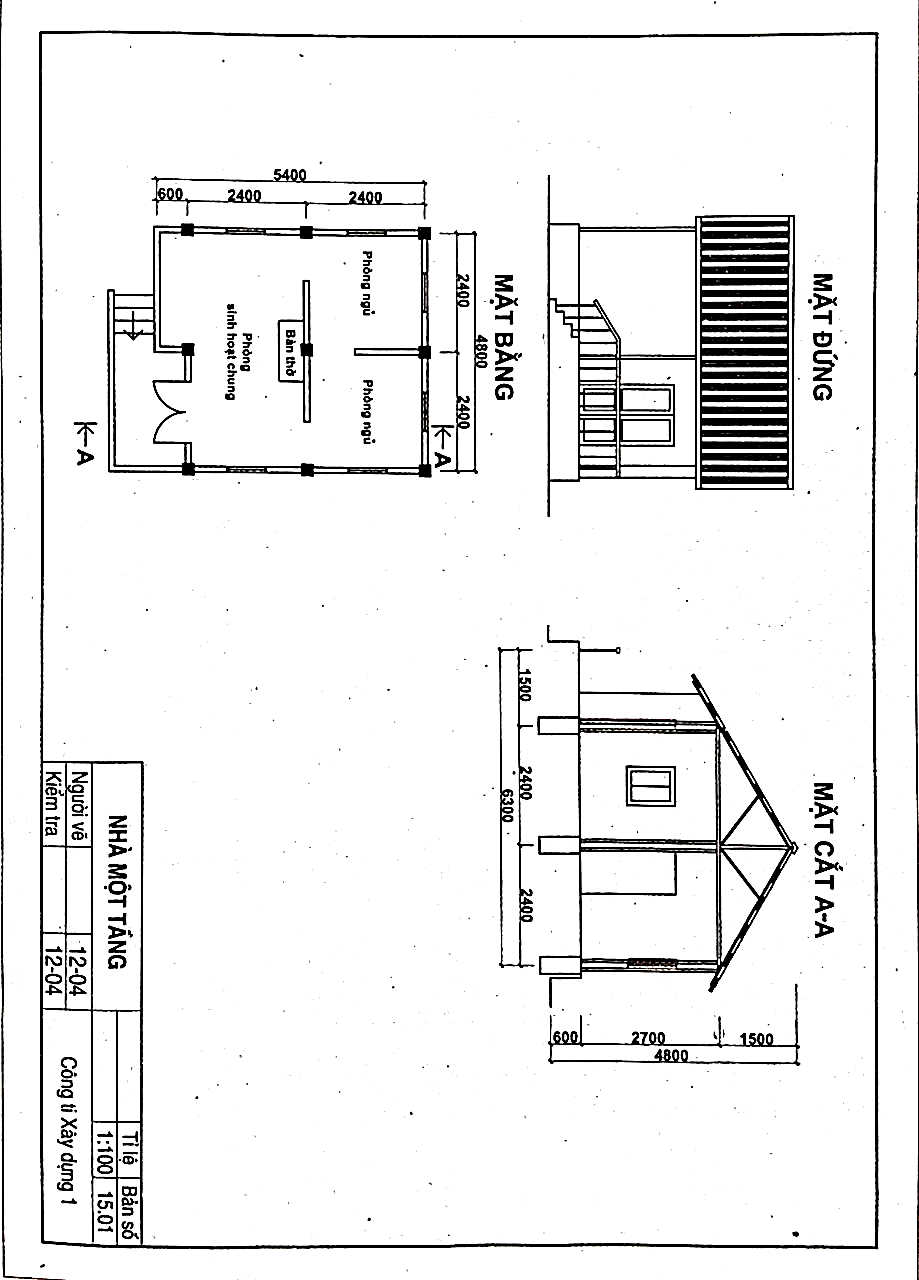 MẶT ĐỨNG
MẶT CẮT A-A
1500
2700
600
4800
1500
2400
2400
6300
MẶT BẰNG
4800
2400
2400
A
5400
2400
2400
600
Phòng ngủ
Phòng ngủ
Bàn thờ
Phòng
sinh hoạt chung
A
NHÀ MỘT TẦNG
Tỉ lệ
Bản số
1:100
15.01
Người vẽ
12-04
Công ti Xây dựng 1
Kiểm tra
12-04